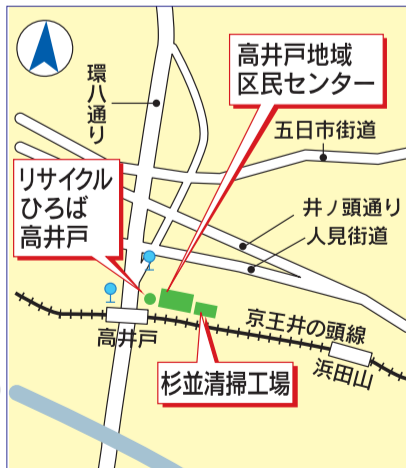 環八通り
高井戸地域
区民センター
五日市街道
リサイクル
ひろば
高井戸
井ノ頭通り
人見街道
京王井の頭線
高井戸
浜田山
杉並清掃工場